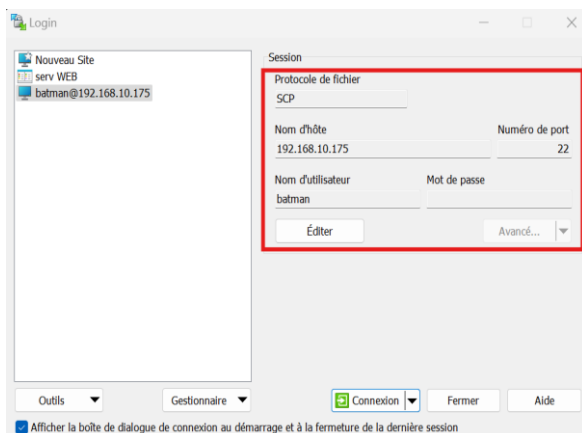 Login
Nouveau Site
serv WEB
batman@192.168.10.175
Session
Protocole de fichier
SCP
Nom d'hôte Numéro de port
192.168.10.175 22
Nom d'utilisateur Mot de passe
batman
Éditer Avancé...
Outils Gestionnaire Connexion Fermer Aide
Afficher la boîte de dialogue de connexion au démarrage et à la fermeture de la dernière session